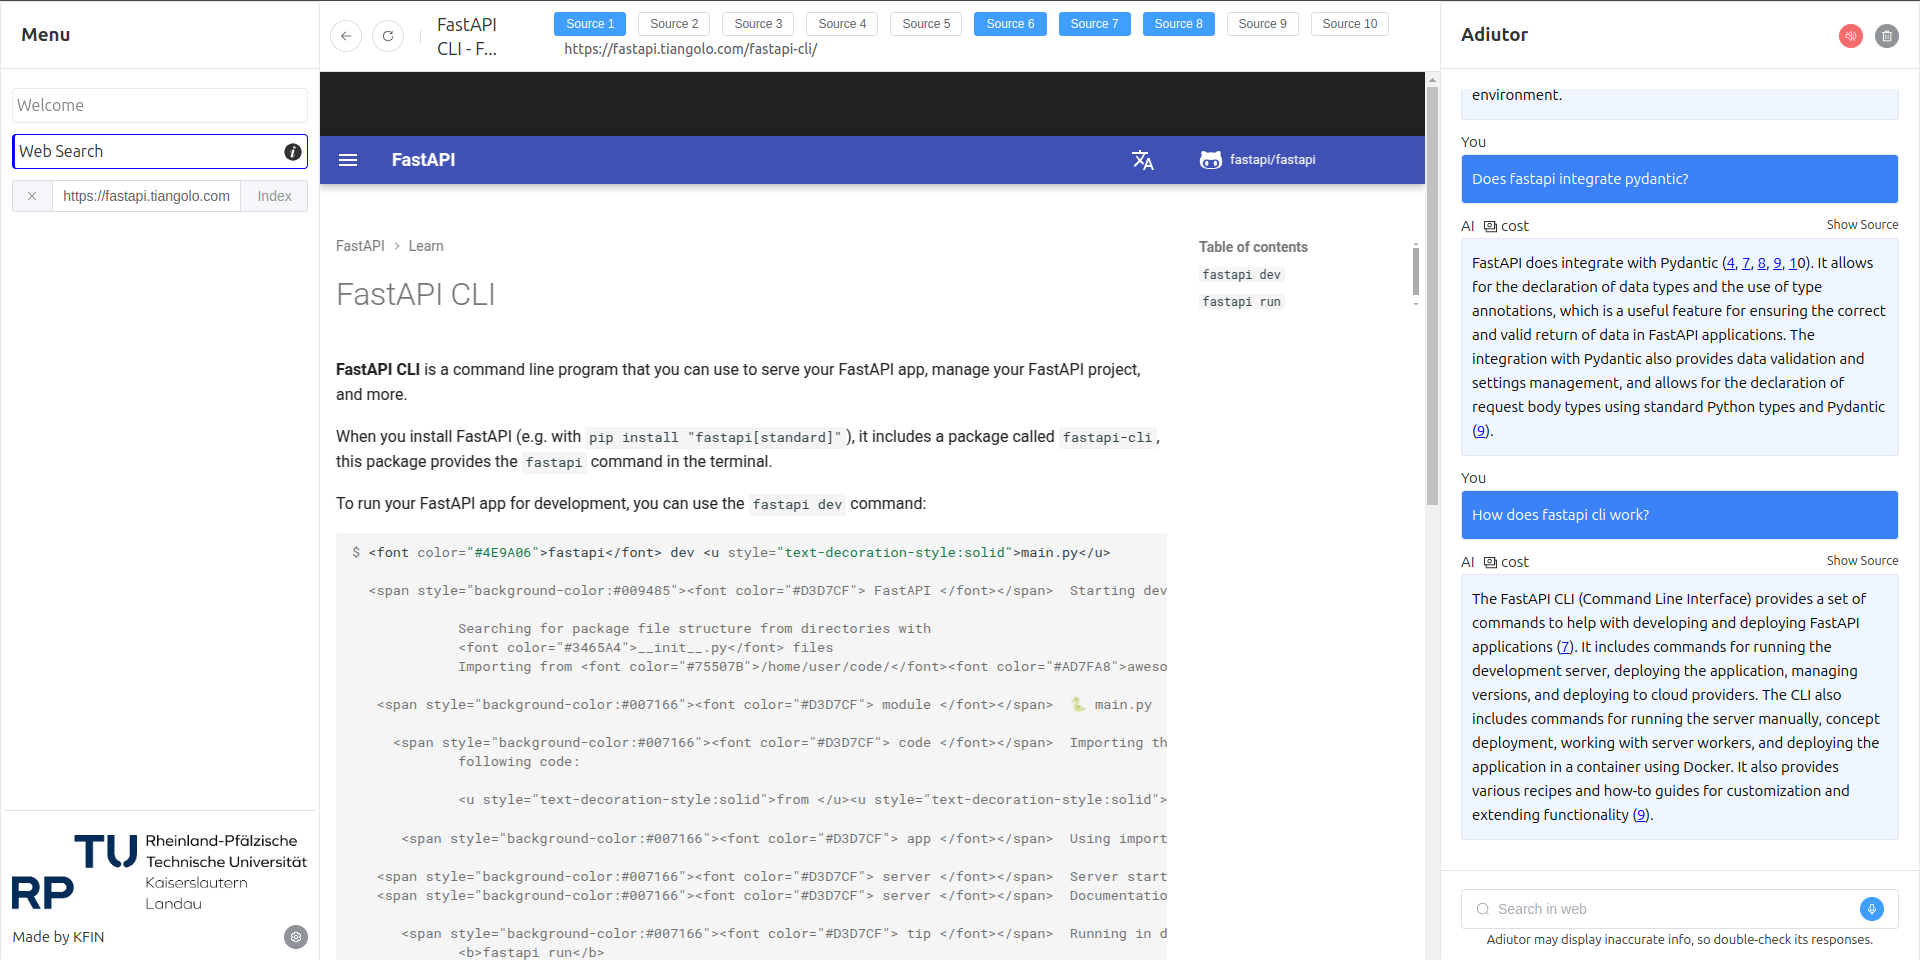 Menu
Welcome
Web Search
https://fastapi.tiangolo.com
Index
Rheinland-Pfälzische
Technische Universität
Kaiserslautern
Landau
RP TU
Made by KFIN
FastAPI
CLI - F...
Source 1
Source 2
Source 3
Source 4
Source 5
Source 6
Source 7
Source 8
Source 9
Source 10
https://fastapi.tiangolo.com/fastapi-cli/
FastAPI
fastapi/fastapi
FastAPI > Learn
FastAPI CLI
FastAPI CLI is a command line program that you can use to serve your FastAPI app, manage your FastAPI project,
and more.
When you install FastAPI (e.g. with pip install "fastapi[standard]" ), it includes a package called fastapi-cli ,
this package provides the fastapi command in the terminal.
To run your FastAPI app for development, you can use the fastapi dev command:
$ <font color="#4E9A06">fastapi</font> dev <u style="text-decoration-style:solid">main.py</u>
<span style="background-color:#009485"><font color="#D3D7CF"> FastAPI </font></span>  Starting dev
Searching for package file structure from directories with
<font color="#3465A4">__init__.py</font> files
Importing from <font color="#75507B">/home/user/code/</font><font color="#AD7FA8">aweso
<span style="background-color:#007166"><font color="#D3D7CF"> module </font></span>  🐍 main.py
<span style="background-color:#007166"><font color="#D3D7CF"> code </font></span>  Importing th
following code:
<u style="text-decoration-style:solid">from </u><u style="text-decoration-style:solid">
<span style="background-color:#007166"><font color="#D3D7CF"> app </font></span>  Using import
<span style="background-color:#007166"><font color="#D3D7CF"> server </font></span>  Server start
<span style="background-color:#007166"><font color="#D3D7CF"> server </font></span>  Documentatio
<span style="background-color:#007166"><font color="#D3D7CF"> tip </font></span>  Running in d
<b>fastapi run</b>
Table of contents
fastapi dev
fastapi run
Adiutor
environment.
You
Does fastapi integrate pydantic?
AI cost
Show Source
FastAPI does integrate with Pydantic (4, 7, 8, 9, 10). It allows
for the declaration of data types and the use of type
annotations, which is a useful feature for ensuring the correct
and valid return of data in FastAPI applications. The
integration with Pydantic also provides data validation and
settings management, and allows for the declaration of
request body types using standard Python types and Pydantic
(9).
You
How does fastapi cli work?
AI cost
Show Source
The FastAPI CLI (Command Line Interface) provides a set of
commands to help with developing and deploying FastAPI
applications (7). It includes commands for running the
development server, deploying the application, managing
versions, and deploying to cloud providers. The CLI also
includes commands for running the server manually, concept
deployment, working with server workers, and deploying the
application in a container using Docker. It also provides
various recipes and how-to guides for customization and
extending functionality (9).
Search in web
Adiutor may display inaccurate info, so double-check its responses.